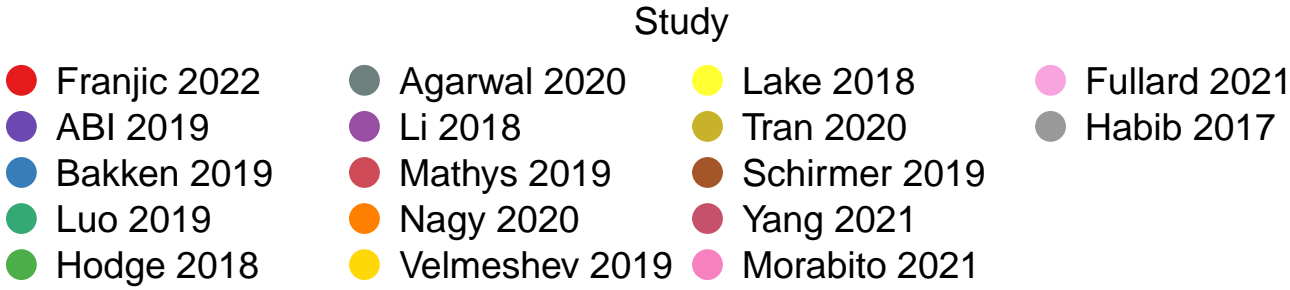 Study
Franjic 2022
ABI 2019
Bakken 2019
Luo 2019
Hodge 2018
Agarwal 2020
Li 2018
Mathys 2019
Nagy 2020
Velmeshev 2019
Lake 2018
Tran 2020
Schirmer 2019
Yang 2021
Morabito 2021
Fullard 2021
Habib 2017